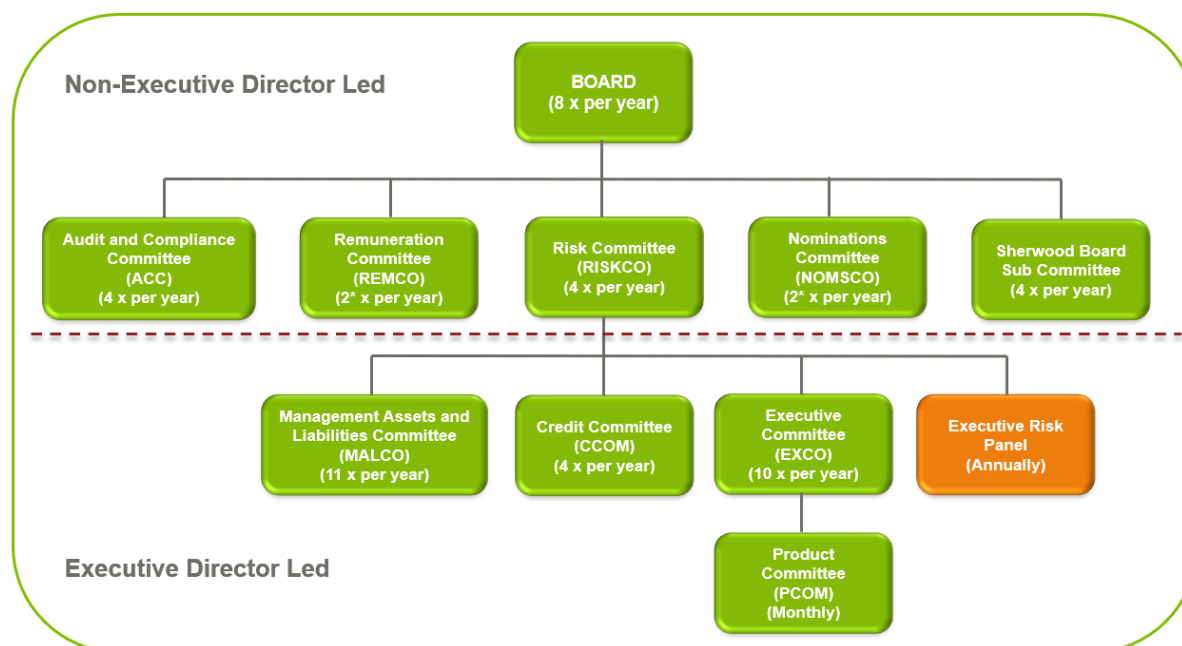 Non-Executive Director Led
BOARD
(8 x per year)
Audit and Compliance
Committee
(ACC)
(4 x per year)
Remuneration
Committee
(REMCO)
(2* x per year)
Risk Committee
(RISKCO)
(4 x per year)
Nominations
Committee
(NOMSCO)
(2* x per year)
Sherwood Board
Sub Committee
(4 x per year)
Management Assets and
Liabilities Committee
(MALCO)
(11 x per year)
Credit Committee
(CCOM)
(4 x per year)
Executive
Committee
(EXCO)
(10 x per year)
Executive Risk
Panel
(Annually)
Product
Committee
(PCOM)
(Monthly)
Executive Director Led